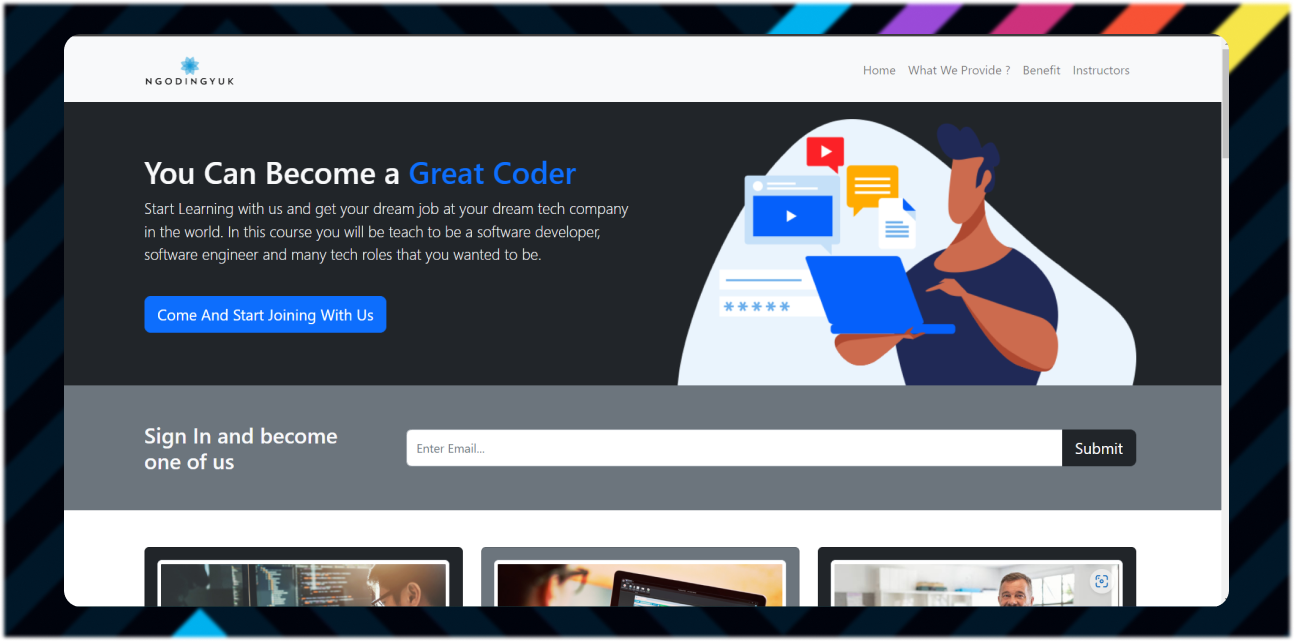 NGODINGYUK
Home What We Provide ? Benefit Instructors
You Can Become a Great Coder
Start Learning with us and get your dream job at your dream tech company
in the world. In this course you will be teach to be a software developer,
software engineer and many tech roles that you wanted to be.
Come And Start Joining With Us
*****
Sign In and become
one of us
Enter Email...
Submit